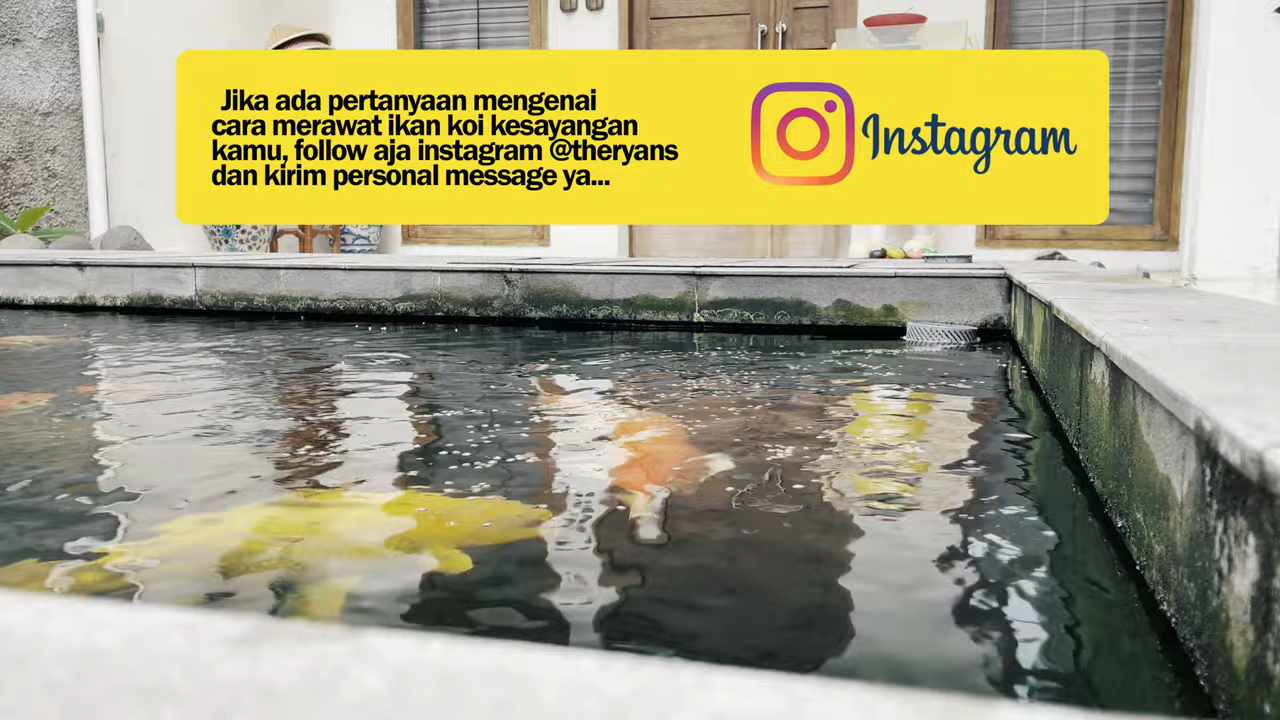 Jika ada pertanyaan mengenai
cara merawat ikan koi kesayangan
kamu, follow aja instagram @theryans
dan kirim personal message ya...
Instagram